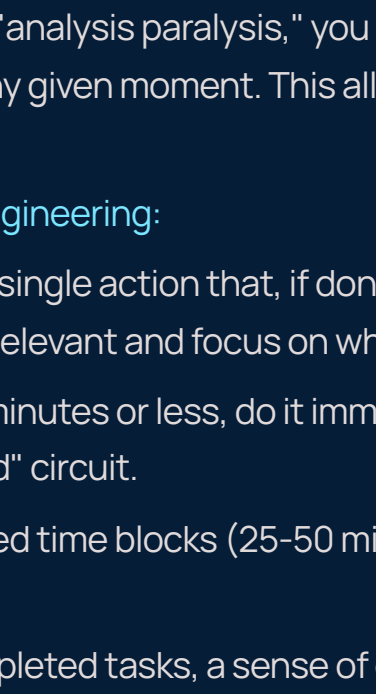 "analysis paralysis," you
y given moment. This all
gineering:
single action that, if don
elevant and focus on wh
minutes or less, do it imm
d" circuit.
ed time blocks (25-50 mi
pleted tasks, a sense of